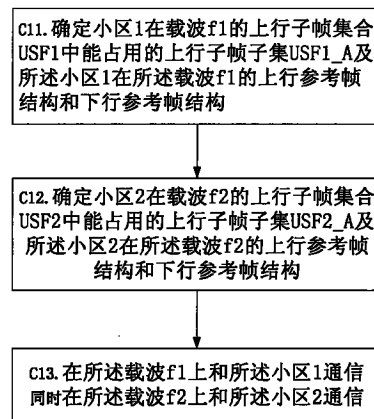 C11.确定小区1在载波f1的上行子帧集合
USF1中能占用的上行子帧子集USF1_A及
所述小区1在所述载波f1的上行参考帧
结构和下行参考帧结构
C12.确定小区2在载波f2的上行子帧集合
USF2中能占用的上行子帧子集USF2_A及
所述小区2在所述载波f2的上行参考帧
结构和下行参考帧结构
C13.在所述载波f1上和所述小区1通信
同时在所述载波f2上和所述小区2通信